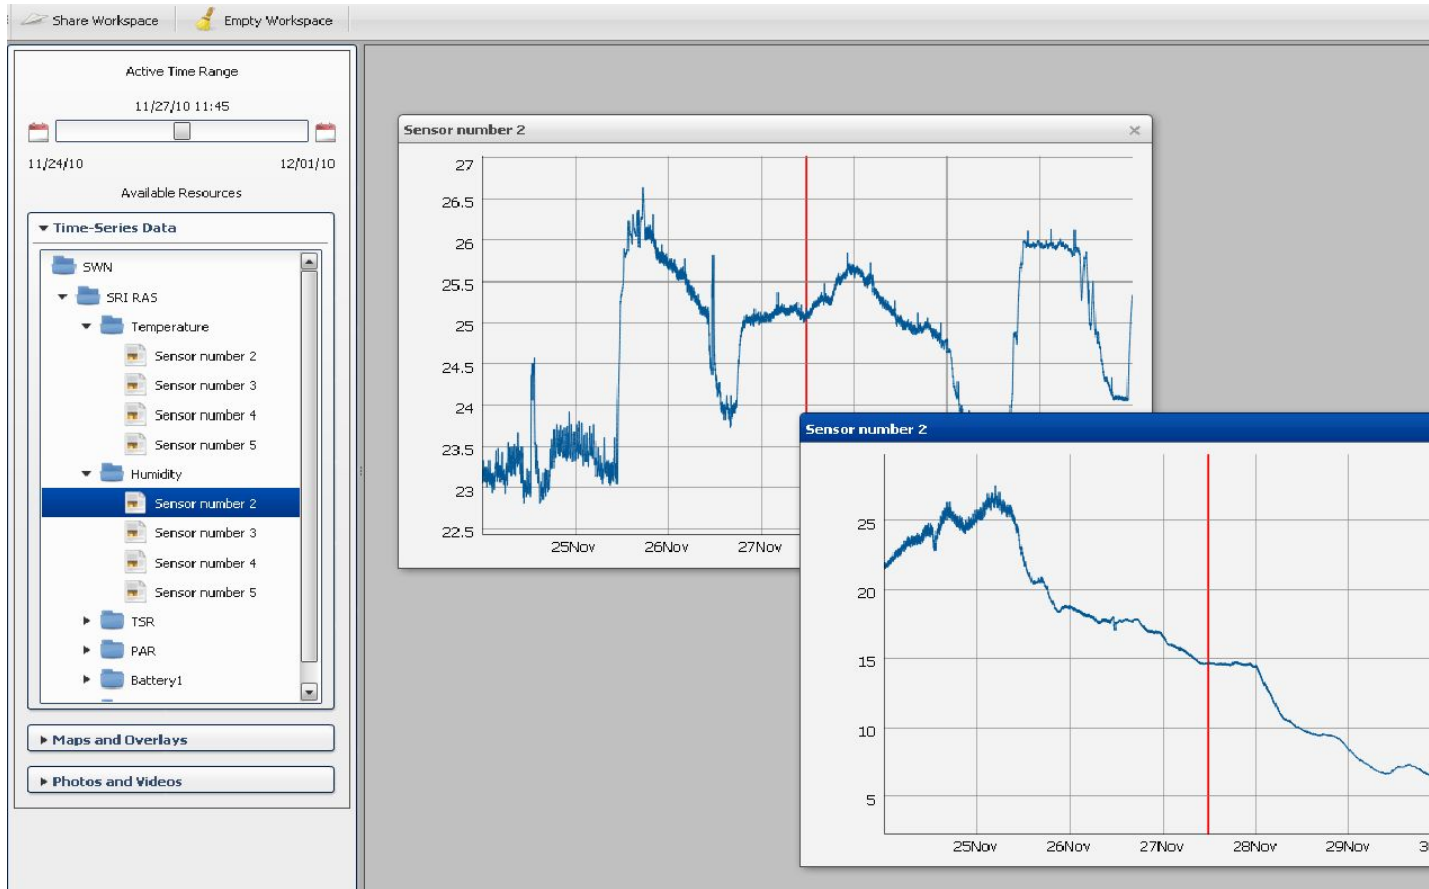 Share Workspace
Empty Workspace
Active Time Range
11/27/10 11:45
11/24/10
12/01/10
Available Resources
Time-Series Data
SWN
SRI RAS
Temperature
Sensor number 2
Sensor number 3
Sensor number 4
Sensor number 5
Humidity
Sensor number 2
Sensor number 3
Sensor number 4
Sensor number 5
TSR
PAR
Battery1
Maps and Overlays
Photos and Videos
Sensor number 2
27
26.5
26
25.5
25
24.5
24
23.5
23
22.5
25Nov 26Nov 27Nov
Sensor number 2
25
20
15
10
5
25Nov 26Nov 27Nov 28Nov 29Nov